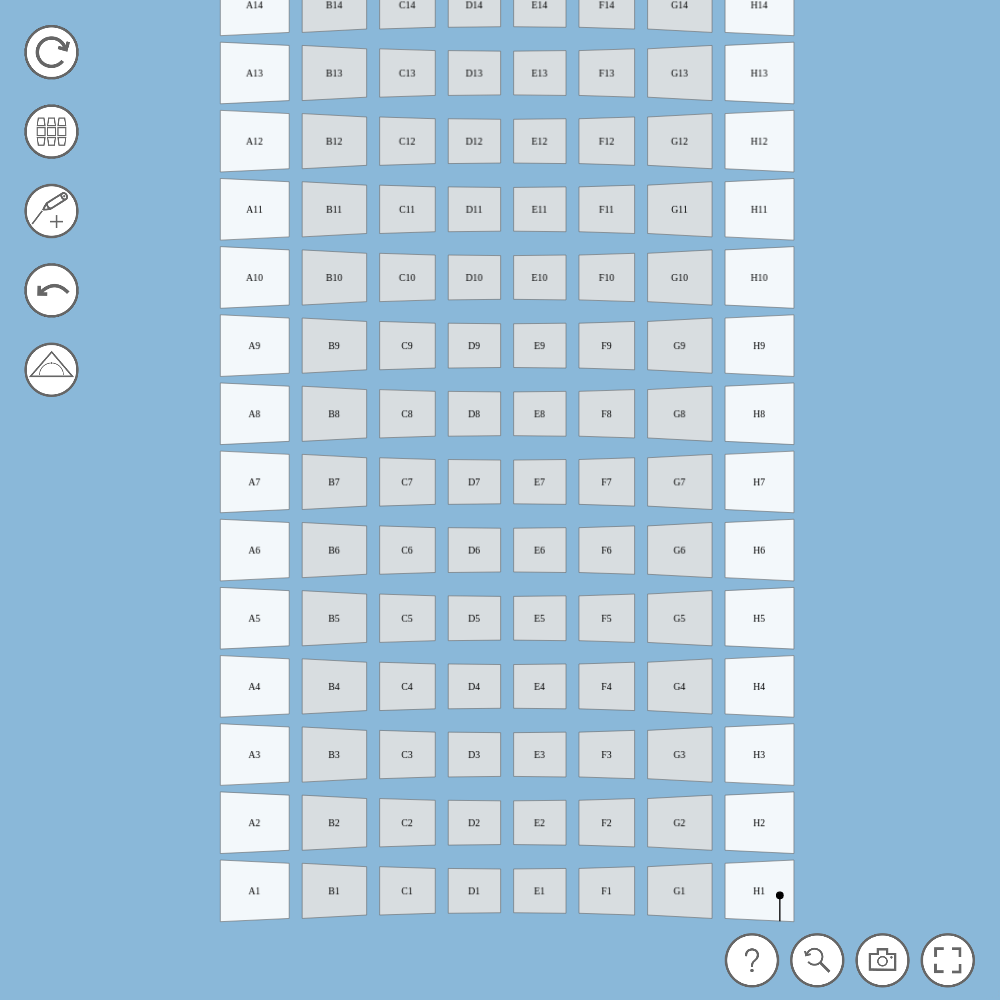 A14 B14 C14 D14 E14 F14 G14 H14
A13 B13 C13 D13 E13 F13 G13 H13
A12 B12 C12 D12 E12 F12 G12 H12
A11 B11 C11 D11 E11 F11 G11 H11
A10 B10 C10 D10 E10 F10 G10 H10
A9 B9 C9 D9 E9 F9 G9 H9
A8 B8 C8 D8 E8 F8 G8 H8
A7 B7 C7 D7 E7 F7 G7 H7
A6 B6 C6 D6 E6 F6 G6 H6
A5 B5 C5 D5 E5 F5 G5 H5
A4 B4 C4 D4 E4 F4 G4 H4
A3 B3 C3 D3 E3 F3 G3 H3
A2 B2 C2 D2 E2 F2 G2 H2
A1 B1 C1 D1 E1 F1 G1 H1
?